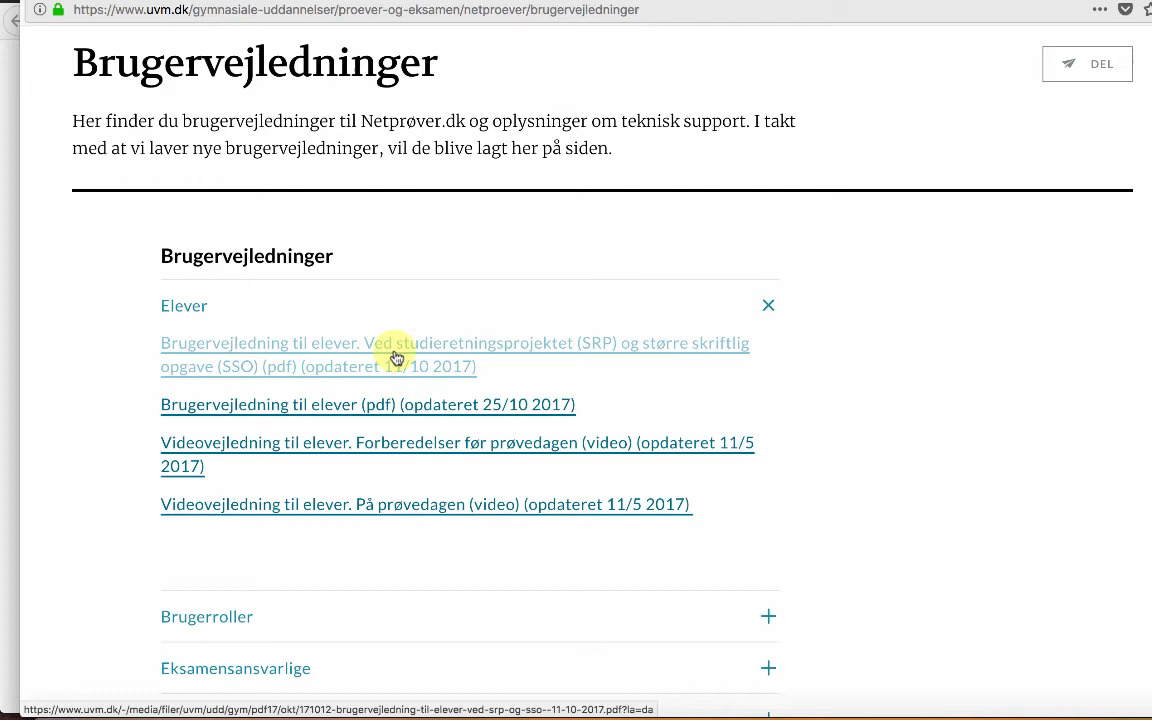 https://www.uvm.dk/gymnasiale-uddannelser/proever-og-eksamen/netproever/brugervejledninger
Brugervejledninger
DEL
Her finder du brugervejledninger til Netprøver.dk og oplysninger om teknisk support. I takt
med at vi laver nye brugervejledninger, vil de blive lagt her på siden.
Brugervejledninger
Elever
Brugervejledning til elever. Ved studieretningsprojektet (SRP) og større skriftlig
opgave (SSO) (pdf) (opdateret 11/10 2017)
Brugervejledning til elever (pdf) (opdateret 25/10 2017)
Videovejledning til elever. Forberedelser før prøvedagen (video) (opdateret 11/5
2017)
Videovejledning til elever. På prøvedagen (video) (opdateret 11/5 2017)
Brugerroller
Eksamensansvarlige
https://www.uvm.dk/-/media/filer/uvm/udd/gym/pdf17/okt/171012-brugervejledning-til-elever-ved-srp-og-sso--11-10-2017.pdf?la=da